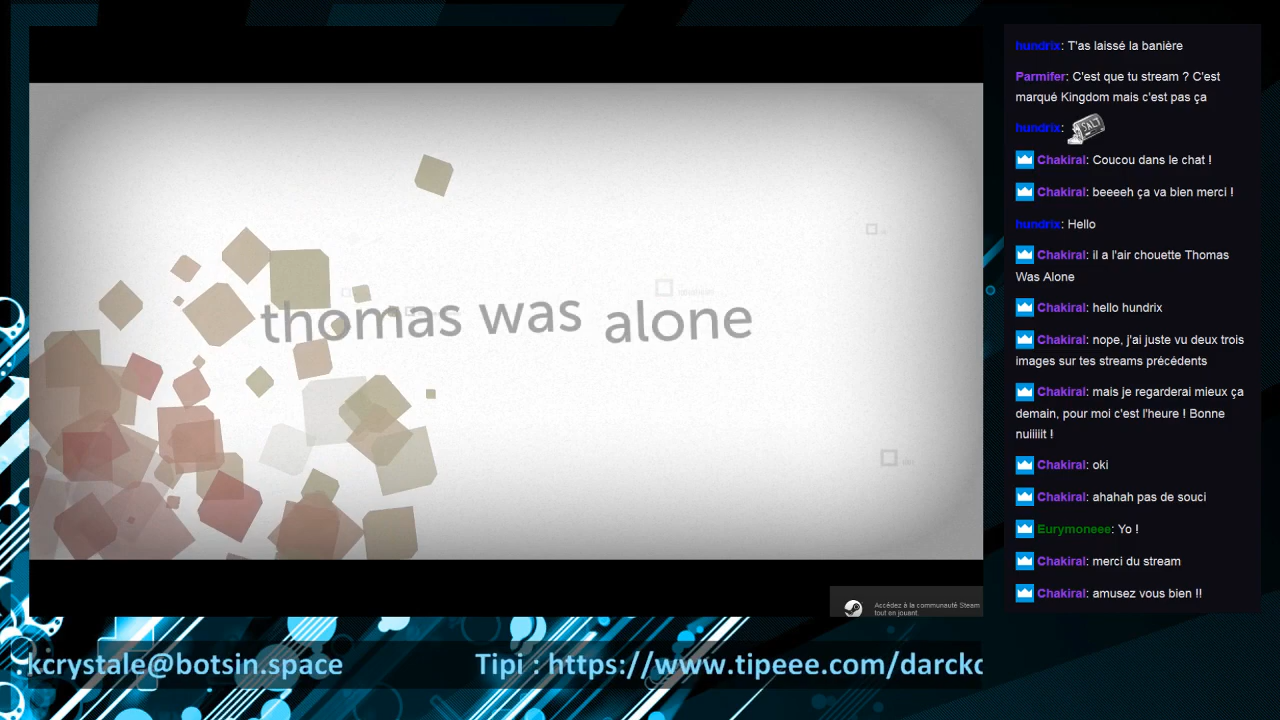 thomas was alone
Accédez à la communauté Steam
tout en jouant.
kcrystale@botsin.space
Tipi : https://www.tipeee.com/darckc
hundrix: T'as laissé la banière
Parmifer: C'est que tu stream ? C'est
marqué Kingdom mais c'est pas ça
hundrix: SALT
Chakiral: Coucou dans le chat !
Chakiral: beeeeh ça va bien merci !
hundrix: Hello
Chakiral: il a l'air chouette Thomas
Was Alone
Chakiral: hello hundrix
Chakiral: nope, j'ai juste vu deux trois
images sur tes streams précédents
Chakiral: mais je regarderai mieux ça
demain, pour moi c'est l'heure ! Bonne
nuiiiiit !
Chakiral: oki
Chakiral: ahahah pas de souci
Eurymoneee: Yo !
Chakiral: merci du stream
Chakiral: amusez vous bien !!